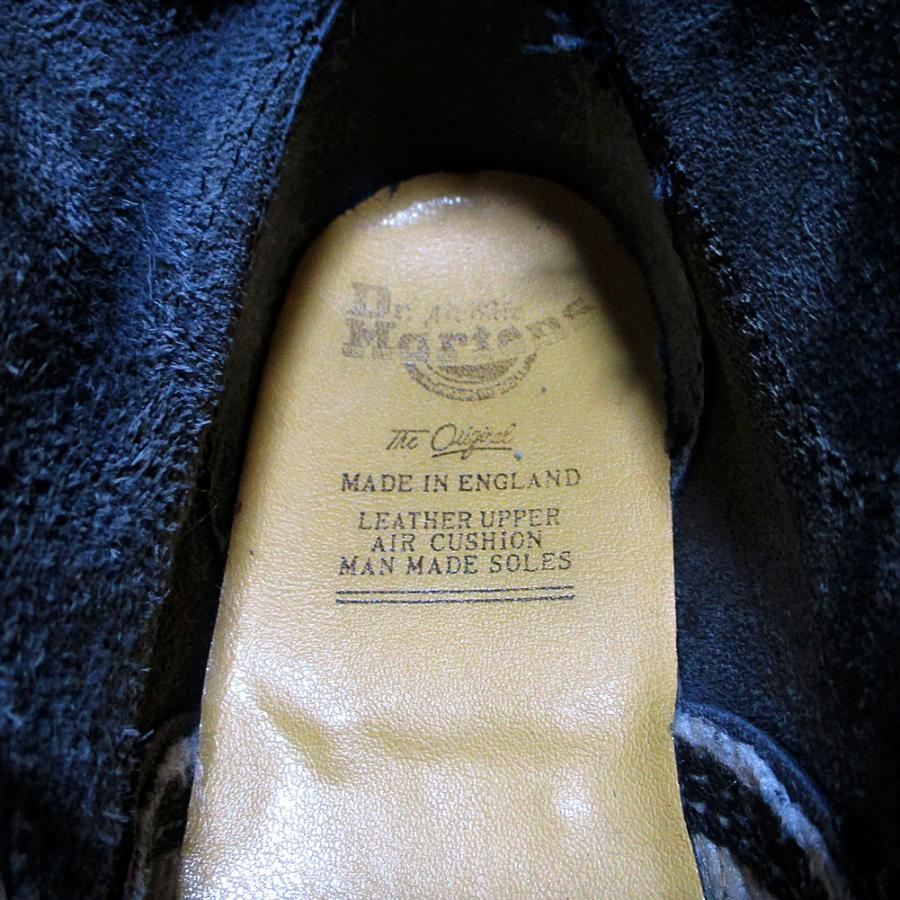 Dr.
Martens
The Original
MADE IN ENGLAND
LEATHER UPPER
AIR CUSHION
MAN MADE SOLES